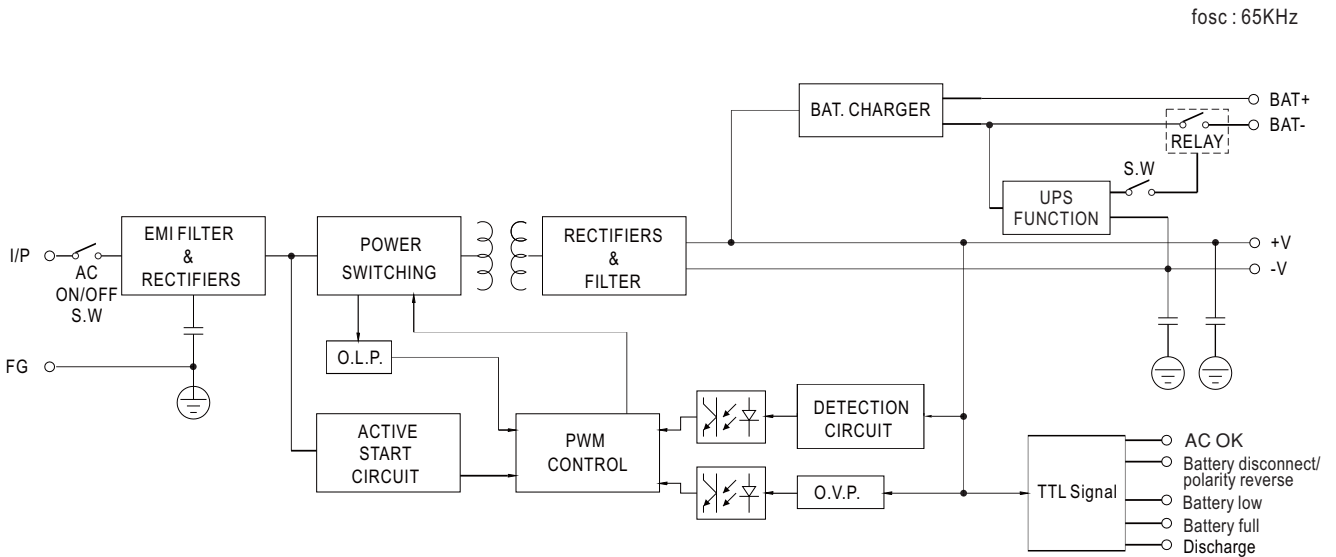 fosc : 65KHz
BAT. CHARGER
BAT+
BAT-
RELAY
S.W
UPS
FUNCTION
I/P
AC
ON/OFF
S.W
EMI FILTER
&
RECTIFIERS
POWER
SWITCHING
RECTIFIERS
&
FILTER
+V
-V
FG
O.L.P.
ACTIVE
START
CIRCUIT
PWM
CONTROL
DETECTION
CIRCUIT
O.V.P.
TTL Signal
AC OK
Battery disconnect/
polarity reverse
Battery low
Battery full
Discharge